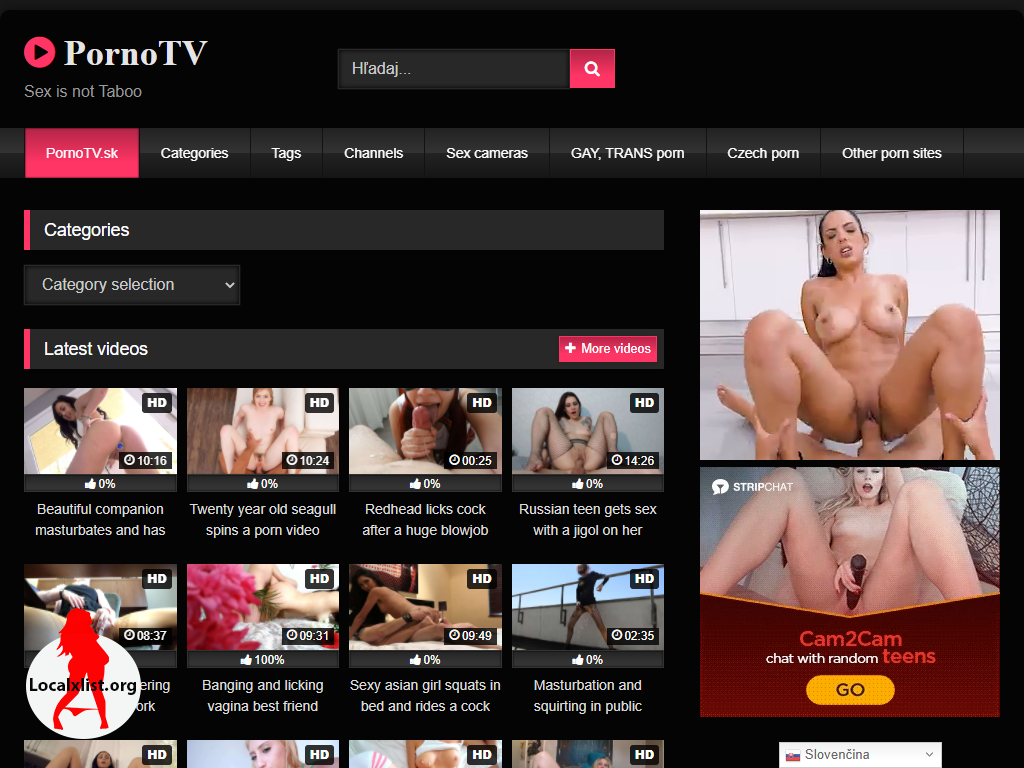 PornoTV
Sex is not Taboo
Hľadaj...
PornoTV.sk
Categories
Tags
Channels
Sex cameras
GAY, TRANS porn
Czech porn
Other porn sites
Categories
Category selection
Latest videos
+ More videos
HD
10:16
0%
HD
10:24
0%
HD
00:25
0%
HD
14:26
0%
Beautiful companion
masturbates and has
Twenty year old seagull
spins a porn video
Redhead licks cock
after a huge blowjob
Russian teen gets sex
with a jigol on her
HD
08:37
HD
09:31
100%
HD
09:49
0%
HD
02:35
0%
Localxlist.org
Banging and licking
vagina best friend
Sexy asian girl squats in
bed and rides a cock
Masturbation and
squirting in public
HD
HD
HD
HD
STRIPCHAT
Cam2Cam
chat with random teens
GO
Slovenčina